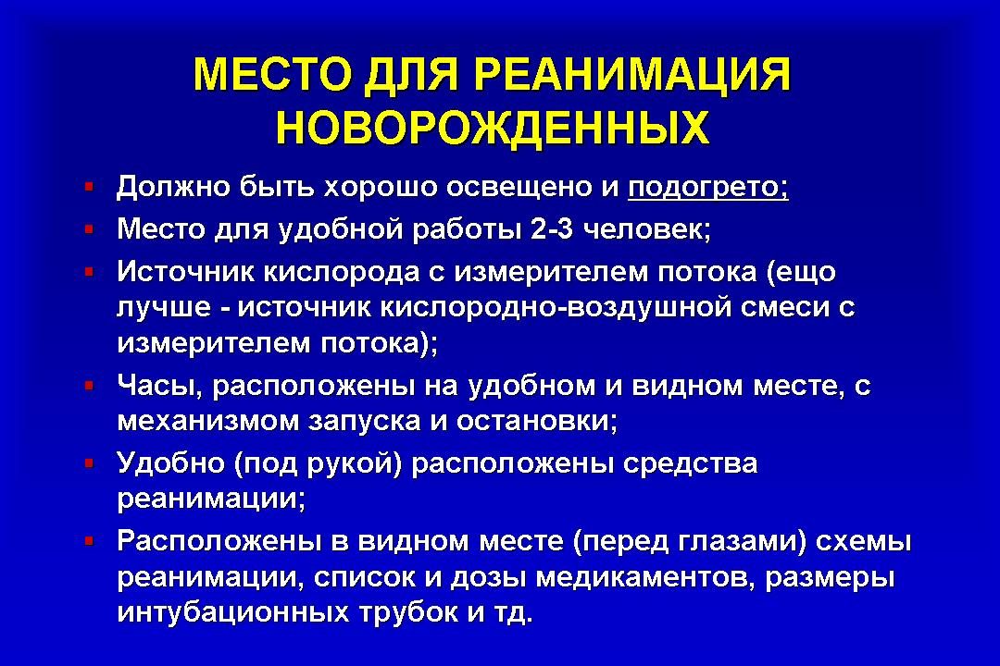 МЕСТО ДЛЯ РЕАНИМАЦИЯ
НОВОРОЖДЕННЫХ
▪ Должно быть хорошо освещено и подогрето;
▪ Место для удобной работы 2-3 человек;
▪ Источник кислорода с измерителем потока (ещо
лучше - источник кислородно-воздушной смеси с
измерителем потока);
▪ Часы, расположены на удобном и видном месте, с
механизмом запуска и остановки;
▪ Удобно (под рукой) расположены средства
реанимации;
▪ Расположены в видном месте (перед глазами) схемы
реанимации, список и дозы медикаментов, размеры
интубационных трубок и тд.